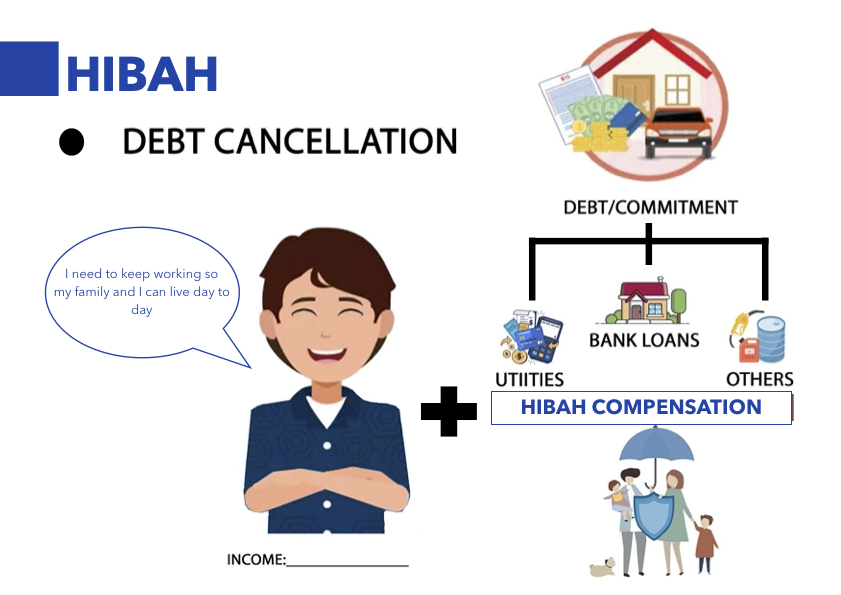 HIBAH
DEBT CANCELLATION
DEBT/COMMITMENT
I need to keep working so
my family and I can live day to
day
BANK LOANS
UTIITIES
OTHERS
HIBAH COMPENSATION
INCOME:_______________